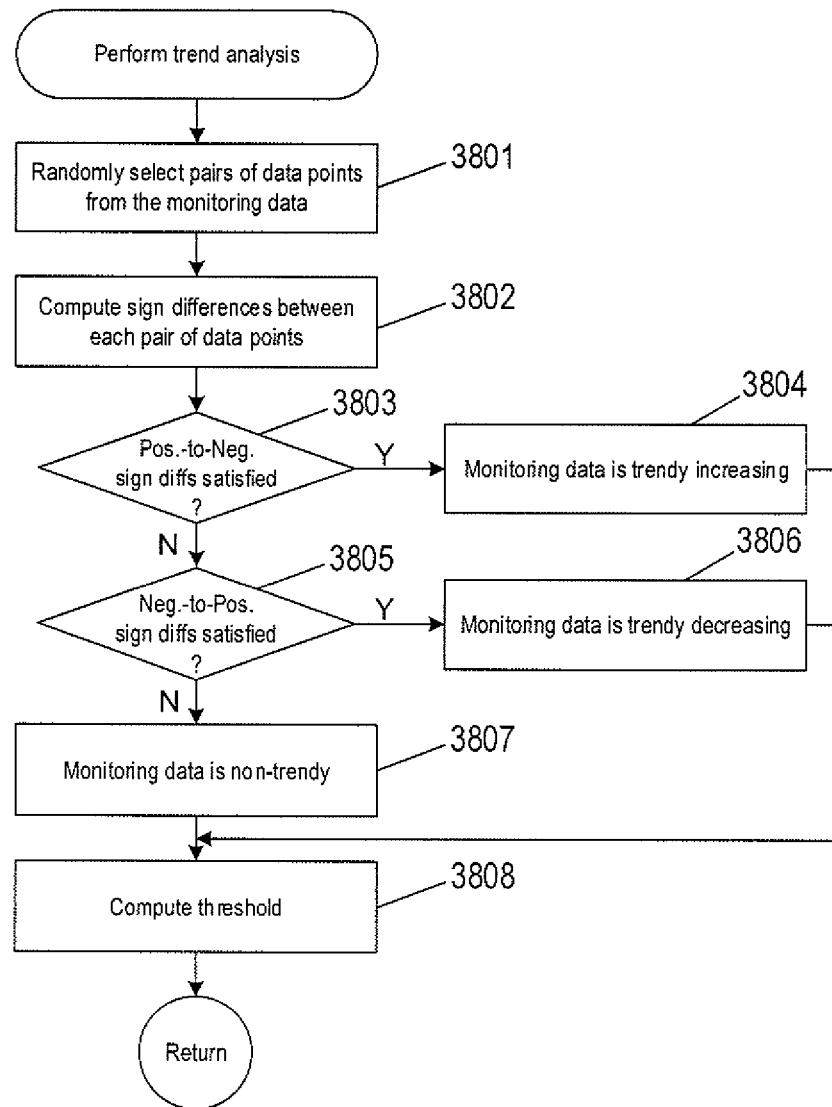 Perform trend analysis
3801
Randomly select pairs of data points
from the monitoring data
3802
Compute sign differences between
each pair of data points
3803
Pos.-to-Neg.
sign diffs satisfied
?
Y
N
3804
Monitoring data is trendy increasing
3805
Neg.-to-Pos.
sign diffs satisfied
?
Y
N
3806
Monitoring data is trendy decreasing
3807
Monitoring data is non-trendy
3808
Compute threshold
Return